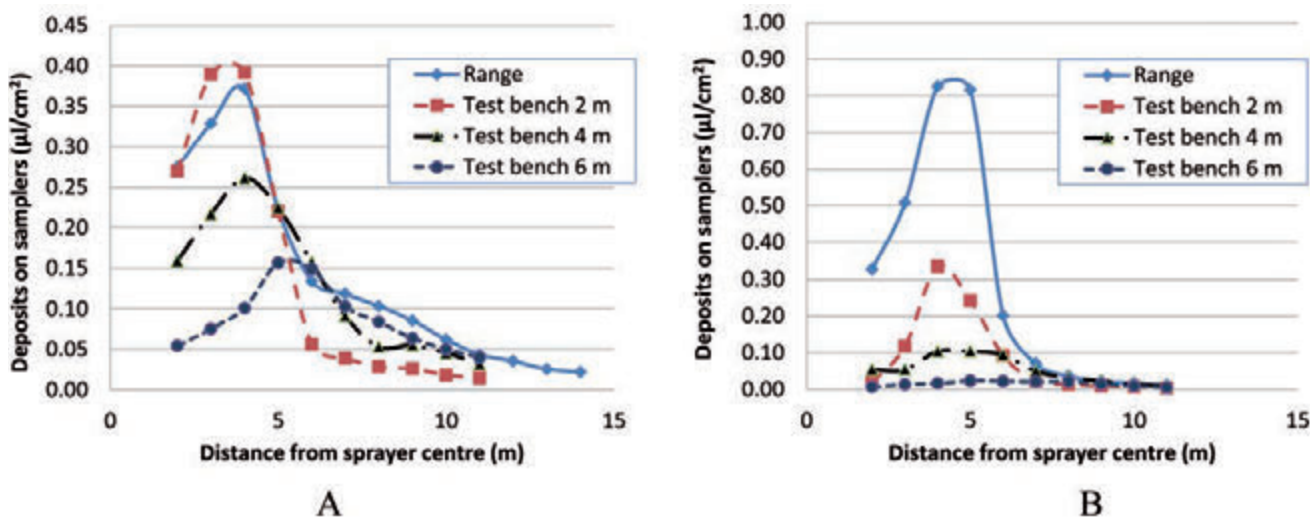 Deposits on samplers (µl/cm²)
0.45
0.40
0.35
0.30
0.25
0.20
0.15
0.10
0.05
0.00
0
5
10
15
Distance from sprayer centre (m)
Range
Test bench 2 m
Test bench 4 m
Test bench 6 m
A
Deposits on samplers (µl/cm²)
1.00
0.90
0.80
0.70
0.60
0.50
0.40
0.30
0.20
0.10
0.00
0
5
10
15
Distance from sprayer centre (m)
Range
Test bench 2 m
Test bench 4 m
Test bench 6 m
B